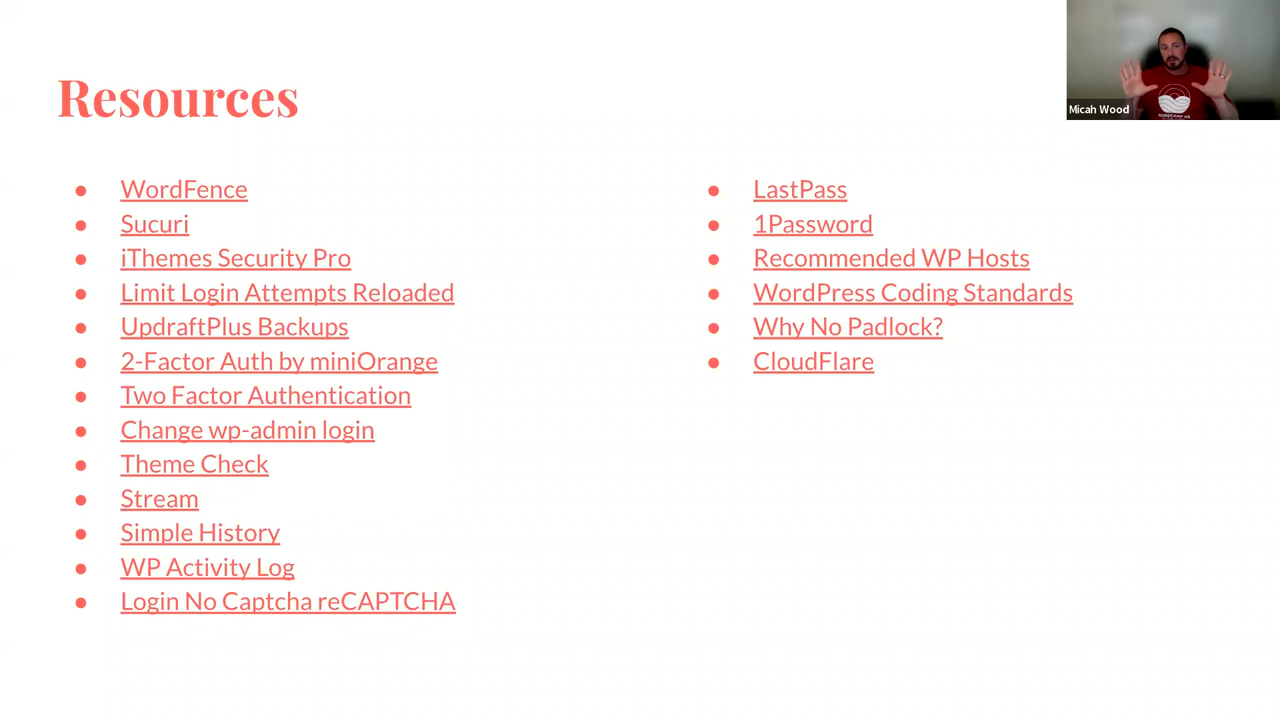 Resources
WordFence
Sucuri
iThemes Security Pro
Limit Login Attempts Reloaded
UpdraftPlus Backups
2-Factor Auth by miniOrange
Two Factor Authentication
Change wp-admin login
Theme Check
Stream
Simple History
WP Activity Log
Login No Captcha reCAPTCHA
LastPass
1Password
Recommended WP Hosts
WordPress Coding Standards
Why No Padlock?
CloudFlare
Micah Wood
WORDCAMP US